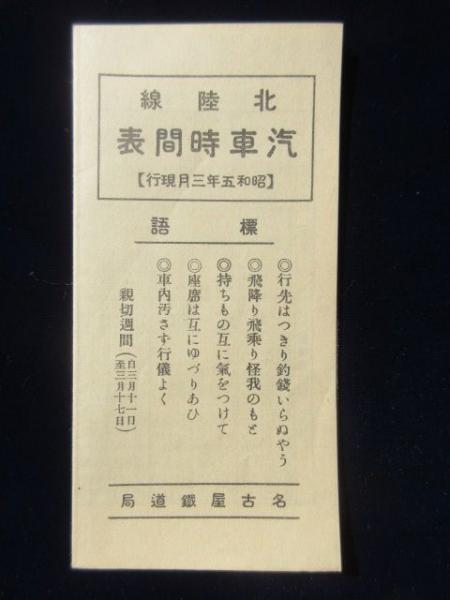 北陸線
汽車時間表
【昭和五年三月現行】
標語
◎行先はつきり釣錢いらぬやう
◎飛降り飛乗り怪我のもと
◎持ちもの互に氣をつけて
◎座席は互にゆづりあひ
◎車内汚さず行儀よく
親切週間(自三月十一日至三月十七日)
名古屋鐵道局